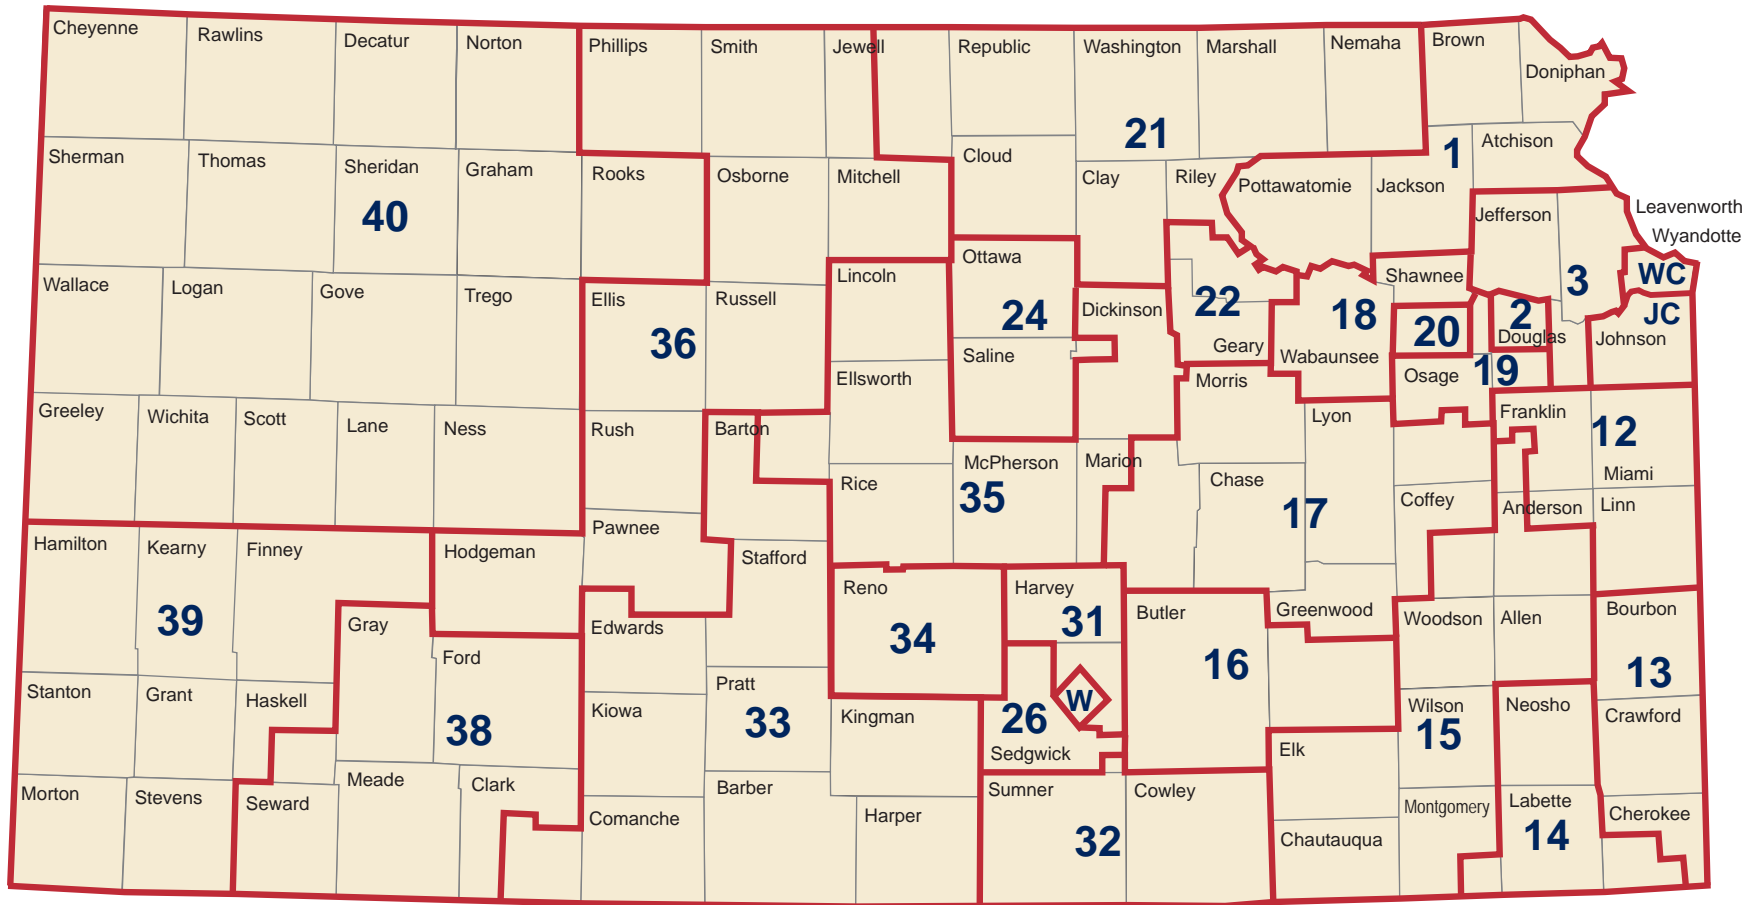 Cheyenne
Rawlins
Decatur
Norton
Phillips
Smith
Jewell
Republic
Washington
Marshall
Nemaha
Brown
Doniphan
21
1
Atchison
Sherman
Thomas
Sheridan
Graham
Rooks
Osborne
Mitchell
Cloud
Clay
Riley
Pottawatomie
Jackson
40
Jefferson
Leavenworth
Wyandotte
Wallace
Logan
Gove
Trego
Ellis
Russell
Lincoln
Ottawa
Dickinson
22
Shawnee
3
WC
36
24
18
20
2
JC
Saline
Geary
Wabaunsee
Douglas
Johnson
Ellsworth
Morris
Osage
19
Greeley
Wichita
Scott
Lane
Ness
Rush
Barton
Lyon
Franklin
12
Rice
McPherson
Marion
Chase
Miami
35
17
Coffey
Anderson
Linn
Hamilton
Kearny
Finney
Hodgeman
Pawnee
Stafford
Reno
Harvey
39
Gray
Edwards
34
31
Butler
Greenwood
Woodson
Allen
Bourbon
Ford
16
13
Stanton
Grant
Haskell
Kiowa
Pratt
Kingman
26
W
Wilson
Neosho
Crawford
38
33
15
Sedgwick
Elk
Morton
Stevens
Seward
Meade
Clark
Comanche
Barber
Harper
Sumner
Cowley
Montgomery
Labette
Cherokee
32
Chautauqua
14